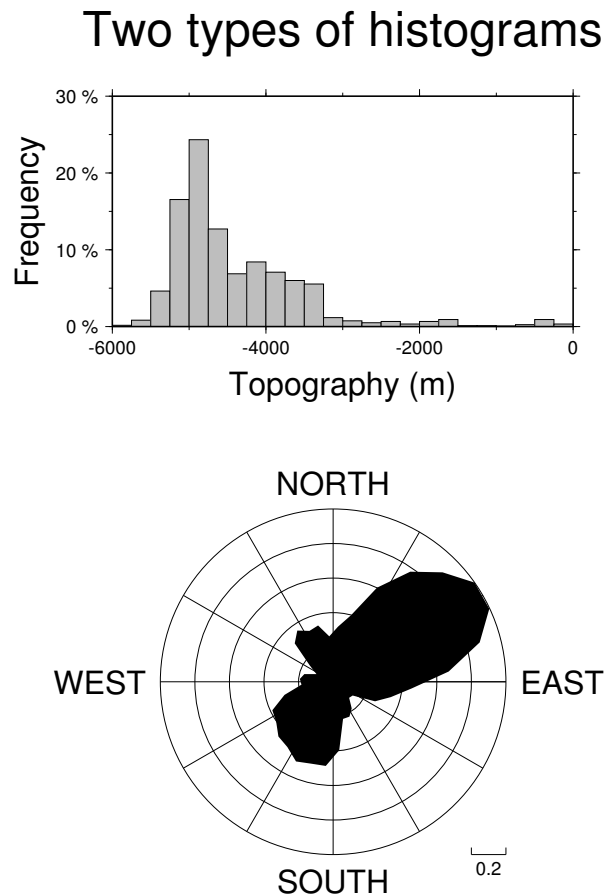 Two types of histograms
30 %
20 %
10 %
0 %
Frequency
-6000 -4000 -2000 0
Topography (m)
NORTH
WEST EAST
SOUTH
0.2